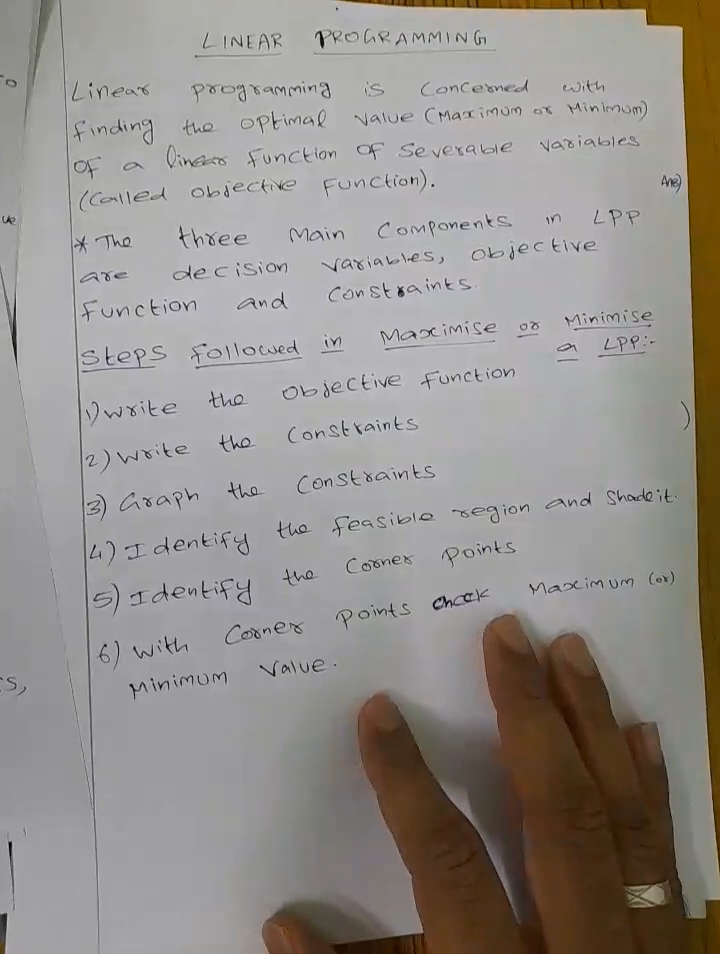 LINEAR PROGRAMMING
Linear programming is concerned with
finding the optimal value (Maximum or Minimum)
of a linear function of severable variables
(called objective function).
Ans)
* The three main components in LPP
are decision variables, objective
function and constraints.
Steps followed in Maximise or Minimise
a LPP:-
1) Write the objective function
2) Write the constraints
)
3) Graph the constraints
4) Identify the feasible region and shade it.
5) Identify the corner points
6) With corner points check Maximum (or)
Minimum value.
ue
s,